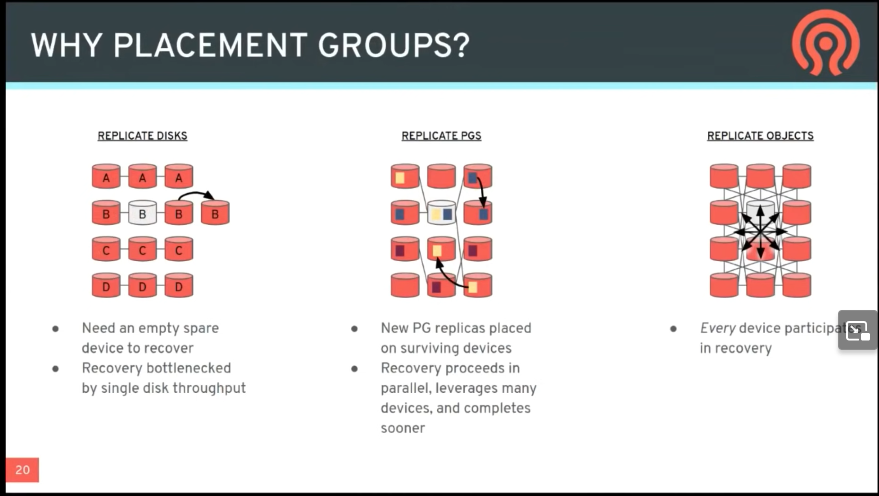 WHY PLACEMENT GROUPS?
REPLICATE DISKS
A A A
B B B B
C C C
D D D
● Need an empty spare
device to recover
● Recovery bottlenecked
by single disk throughput
REPLICATE PGS
● New PG replicas placed
on surviving devices
● Recovery proceeds in
parallel, leverages many
devices, and completes
sooner
REPLICATE OBJECTS
● Every device participates
in recovery
20